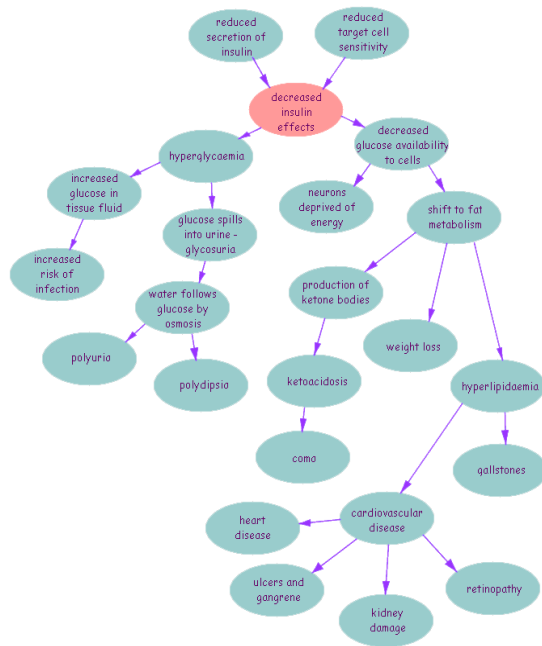 reduced
secretion of
insulin
reduced
target cell
sensitivity
decreased
insulin
effects
decreased
glucose availability
to cells
hyperglycaemia
increased
glucose in
tissue fluid
neurons
deprived of
energy
shift to fat
metabolism
glucose spills
into urine -
glycosuria
increased
risk of
infection
water follows
glucose by
osmosis
production of
ketone bodies
polyuria
polydipsia
weight loss
ketoacidosis
hyperlipidaemia
coma
gallstones
cardiovascular
disease
heart
disease
ulcers and
gangrene
kidney
damage
retinopathy